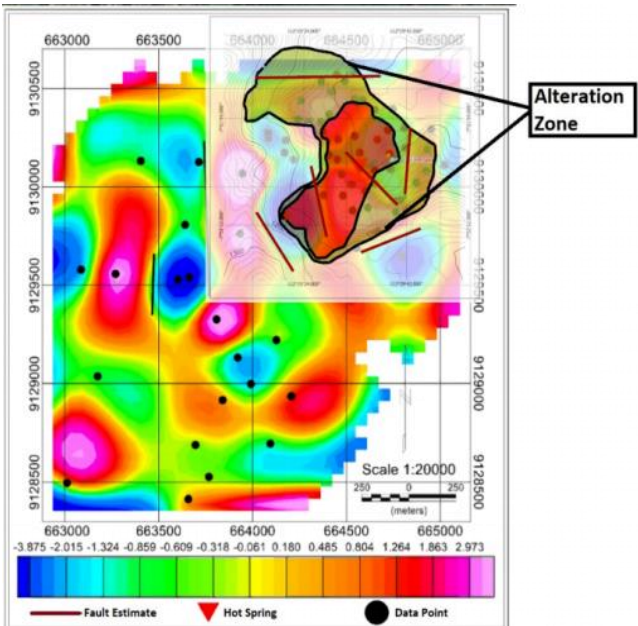 663000 663500 664000 664500 665000
9130500
9130500
Alteration
Zone
9130000
9130000
9129500
9129500
9129000
9129000
9128500
9128500
Scale 1:20000
250 0 250
(meters)
663000 663500 664000 664500 665000
-3.875 -2.015 -1.324 -0.859 -0.609 -0.318 -0.061 0.180 0.485 0.804 1.264 1.863 2.973
Fault Estimate Hot Spring Data Point